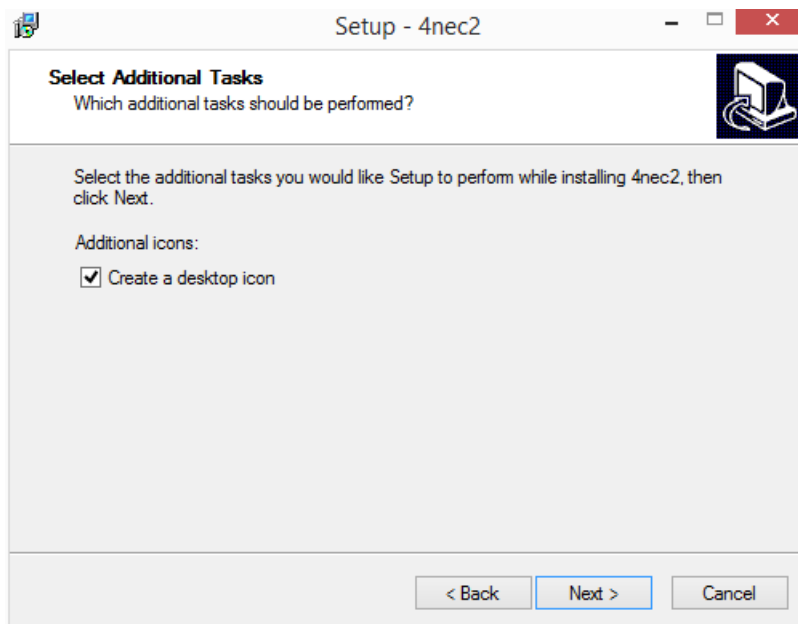 Setup - 4nec2
Select Additional Tasks
Which additional tasks should be performed?
Select the additional tasks you would like Setup to perform while installing 4nec2, then
click Next.
Additional icons:
Create a desktop icon
< Back
Next >
Cancel